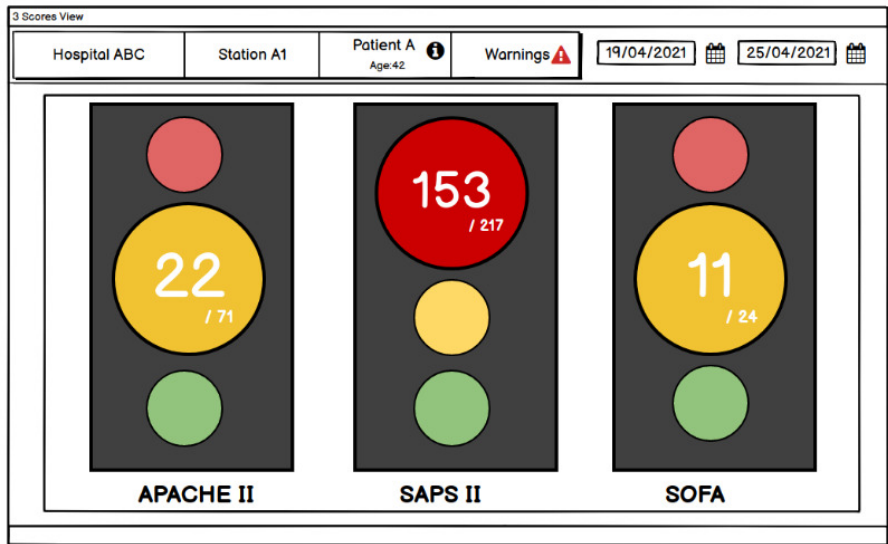 3 Scores View
Hospital ABC
Station A1
Patient A
Age:42
Warnings
19/04/2021
25/04/2021
22
/ 71
153
/ 217
11
/ 24
APACHE II
SAPS II
SOFA